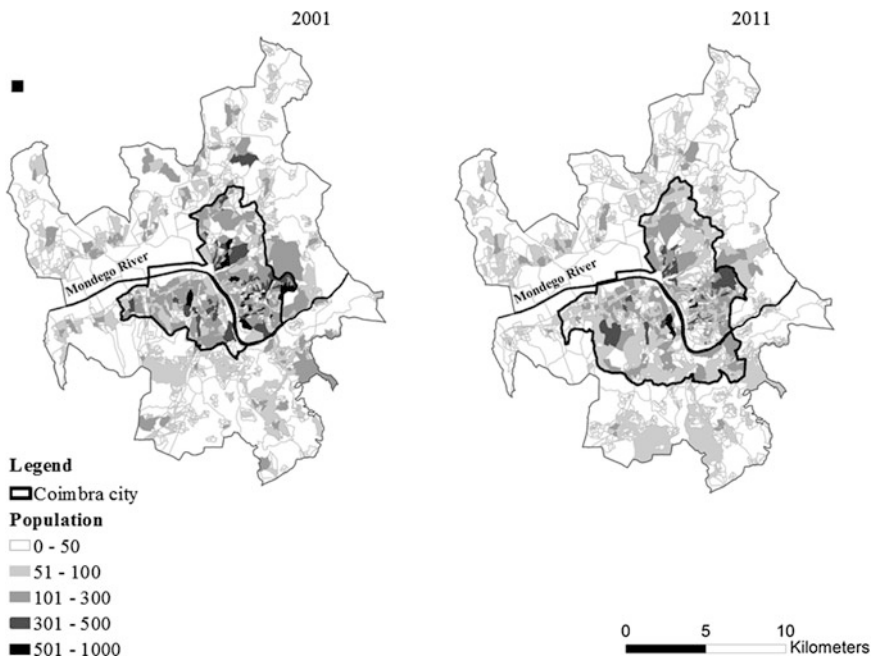 2001
2011
Mondego River
Mondego River
Legend
Coimbra city
Population
0 - 50
51 - 100
101 - 300
301 - 500
501 - 1000
0 5 10
Kilometers